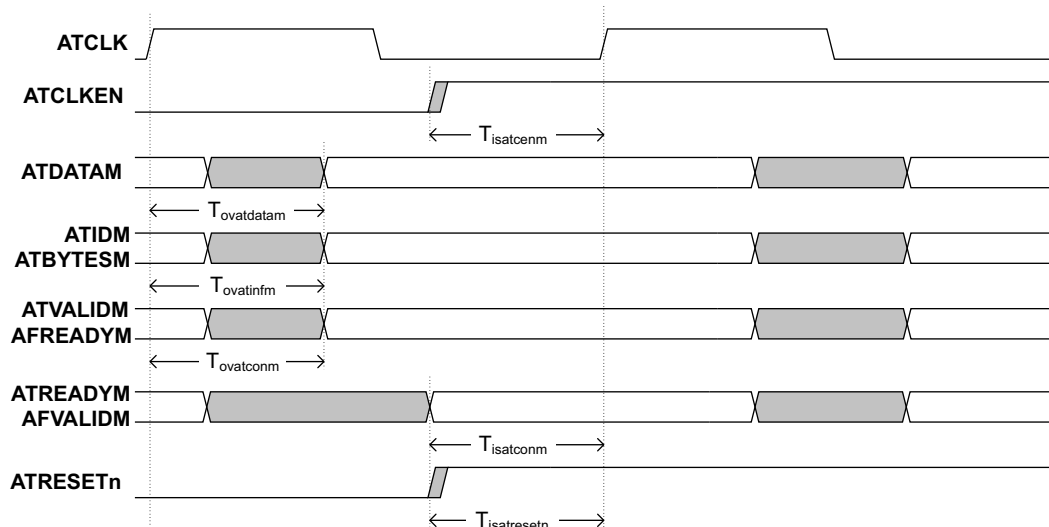 ATCLK
ATCLKEN
Tisatcenm
ATDATAM
Tovatdatam
ATIDM
ATBYTESM
Tovatinfm
ATVALIDM
AFREADYM
Tovatconm
ATREADYM
AFVALIDM
Tisatconm
ATRESETn
Tisatresetn